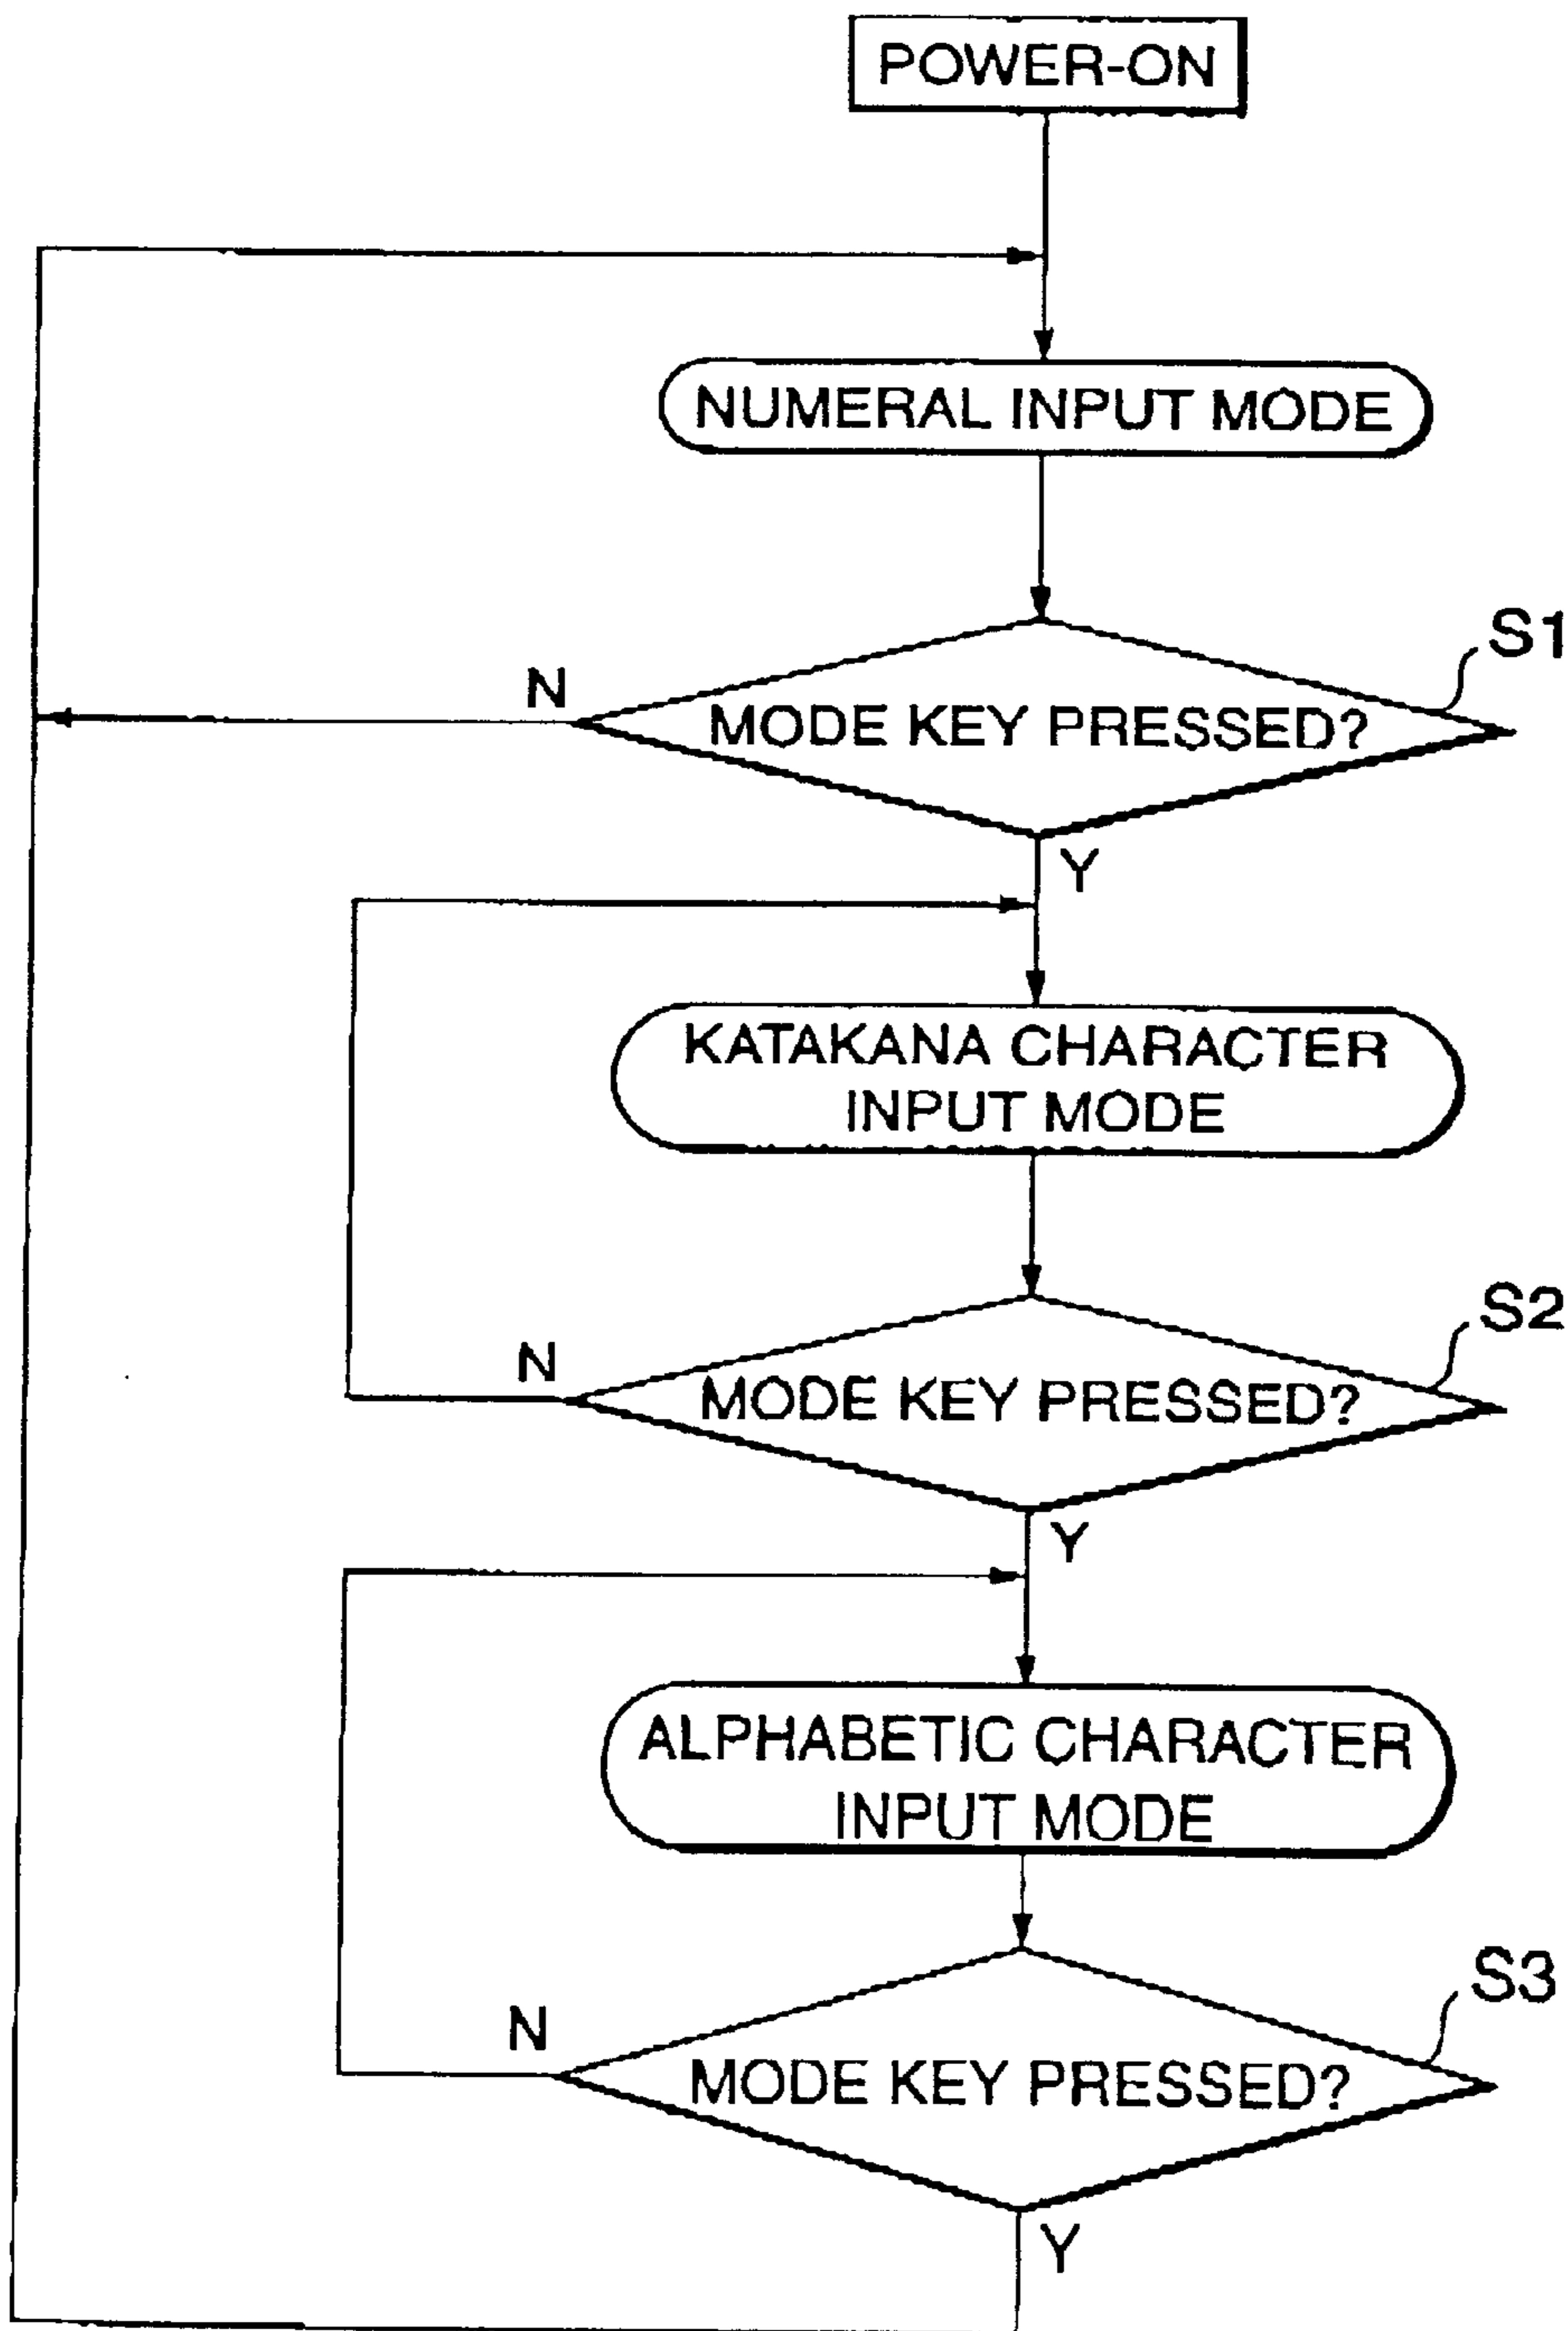 POWER-ON
NUMERAL INPUT MODE
S1
N
MODE KEY PRESSED?
Y
KATAKANA CHARACTER
INPUT MODE
S2
N
MODE KEY PRESSED?
Y
ALPHABETIC CHARACTER
INPUT MODE
S3
N
MODE KEY PRESSED?
Y